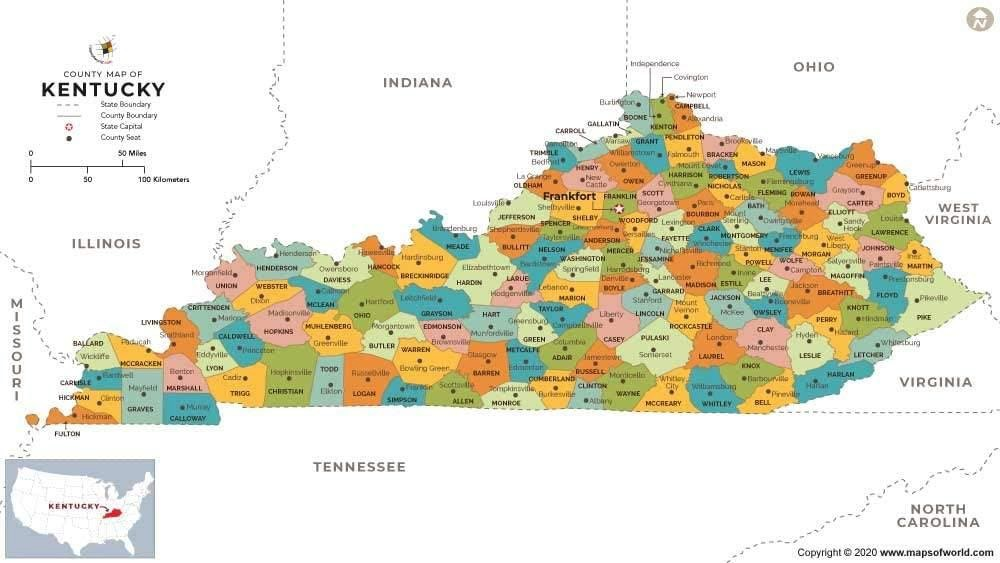 COUNTY MAP OF
KENTUCKY
State Boundary
County Boundary
State Capital
County Seat
0
50 Miles
0
50
100 Kilometers
INDIANA
OHIO
ILLINOIS
WEST
VIRGINIA
MISSOURI
VIRGINIA
TENNESSEE
NORTH
CAROLINA
N
Independence
Covington
Newport
Burlington
CAMPBELL
BOONE
Alexandria
KENTON
GALLATIN
CARROLL
PENDLETON
Warsaw
GRANT
Brooksville
TRIMBLE
Williamstown
Falmouth
BRACKEN
Maysville
Vanceburg
Bedford
HENRY
Owenton
MASON
Greenup
LEWIS
La Grange
New
Castle
OWEN
HARRISON
ROBERTSON
GREENUP
OLDHAM
Cynthiana
NICHOLAS
Flemingsburg
Catlettsburg
Frankfort
FRANKLIN
SCOTT
Carlisle
FLEMING
ROWAN
Grayson
BOYD
Louisville
Shelbyville
Georgetown
Paris
BATH
Morehead
CARTER
JEFFERSON
SHELBY
WOODFORD
BOURBON
Mount
Sterling
Owingsville
ELLIOTT
Sandy
Hook
Louisa
Brandenburg
Shepherdsville
SPENCER
Taylorsville
ANDERSON
Versailles
Lexington
FAYETTE
CLARK
Winchester
MONTGOMERY
LAWRENCE
MEADE
BULLITT
NELSON
MERCER
Nicholasville
Stanton
MENIFEE
West
Liberty
JOHNSON
Inez
Hawesville
Hardinsburg
Bardstown
WASHINGTON
JESSAMINE
Richmond
POWELL
MORGAN
Paintsville
MARTIN
Henderson
Owensboro
HANCOCK
Elizabethtown
Springfield
Harrodsburg
Irvine
WOLFE
Campton
Salyersville
Morganfield
HENDERSON
DAVIESS
BRECKINRIDGE
HARDIN
LARUE
Hodgenville
Lebanon
MARION
Danville
BOYLE
Lancaster
GARRARD
MADISON
ESTILL
LEE
Beattyville
MAGOFFIN
Prestonsburg
UNION
WEBSTER
Dixon
MCLEAN
Calhoun
Hartford
Leitchfield
Stanford
LINCOLN
Mount
Vernon
JACKSON
McKee
Booneville
Jackson
BREATHITT
FLOYD
Pikeville
CRITTENDEN
Marion
Madisonville
OHIO
GRAYSON
HART
Munfordville
Greensburg
TAYLOR
Campbellsville
Liberty
CASEY
ROCKCASTLE
OWSLEY
KNOTT
Hindman
PIKE
LIVINGSTON
Smithland
CALDWELL
HOPKINS
MUHLENBERG
Greenville
Morgantown
EDMONSON
Brownsville
GREEN
Columbia
PULASKI
Somerset
London
CLAY
Manchester
Hyden
PERRY
Hazard
Whitesburg
BALLARD
Paducah
Princeton
BUTLER
WARREN
METCALFE
ADAIR
LAUREL
LESLIE
LETCHER
Wickliffe
MCCRACKEN
Eddyville
LYON
Glasgow
Edmonton
Jamestown
RUSSELL
KNOX
Bardwell
Benton
Cadiz
Hopkinsville
TODD
Russellville
Bowling Green
BARREN
CUMBERLAND
Monticello
Whitley
City
Williamsburg
Barbourville
HARLAN
CARLISLE
Mayfield
MARSHALL
Elkton
Franklin
Scottsville
Tompkinsville
Burkesville
CLINTON
Pineville
Harlan
HICKMAN
Clinton
TRIGG
CHRISTIAN
LOGAN
SIMPSON
ALLEN
MONROE
Albany
WAYNE
MCCREARY
WHITLEY
BELL
Hickman
GRAVES
Murray
CALLOWAY
FULTON
KENTUCKY
Copyright © 2020 www.mapsofworld.com